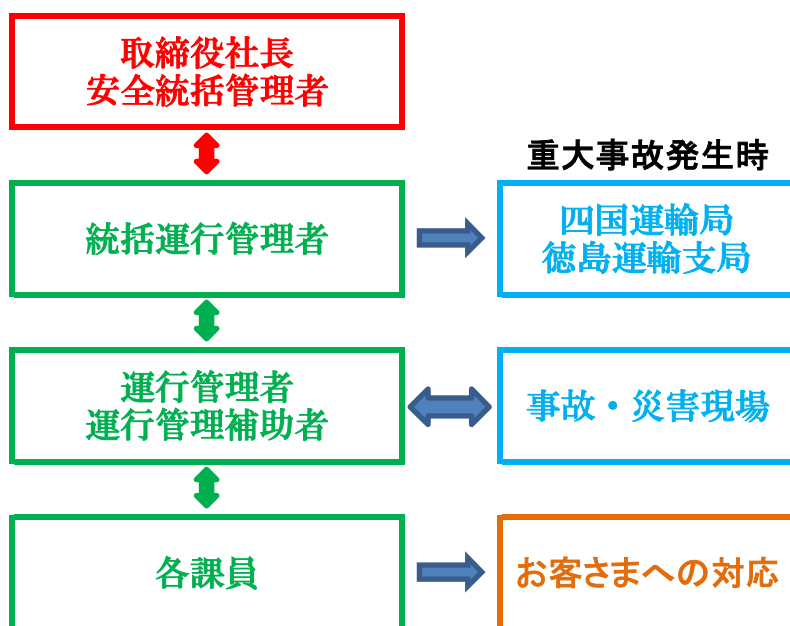 取締役社長
安全統括管理者
重大事故発生時
統括運行管理者
四国運輸局
徳島運輸支局
運行管理者
運行管理補助者
事故・災害現場
各課員
お客さまへの対応